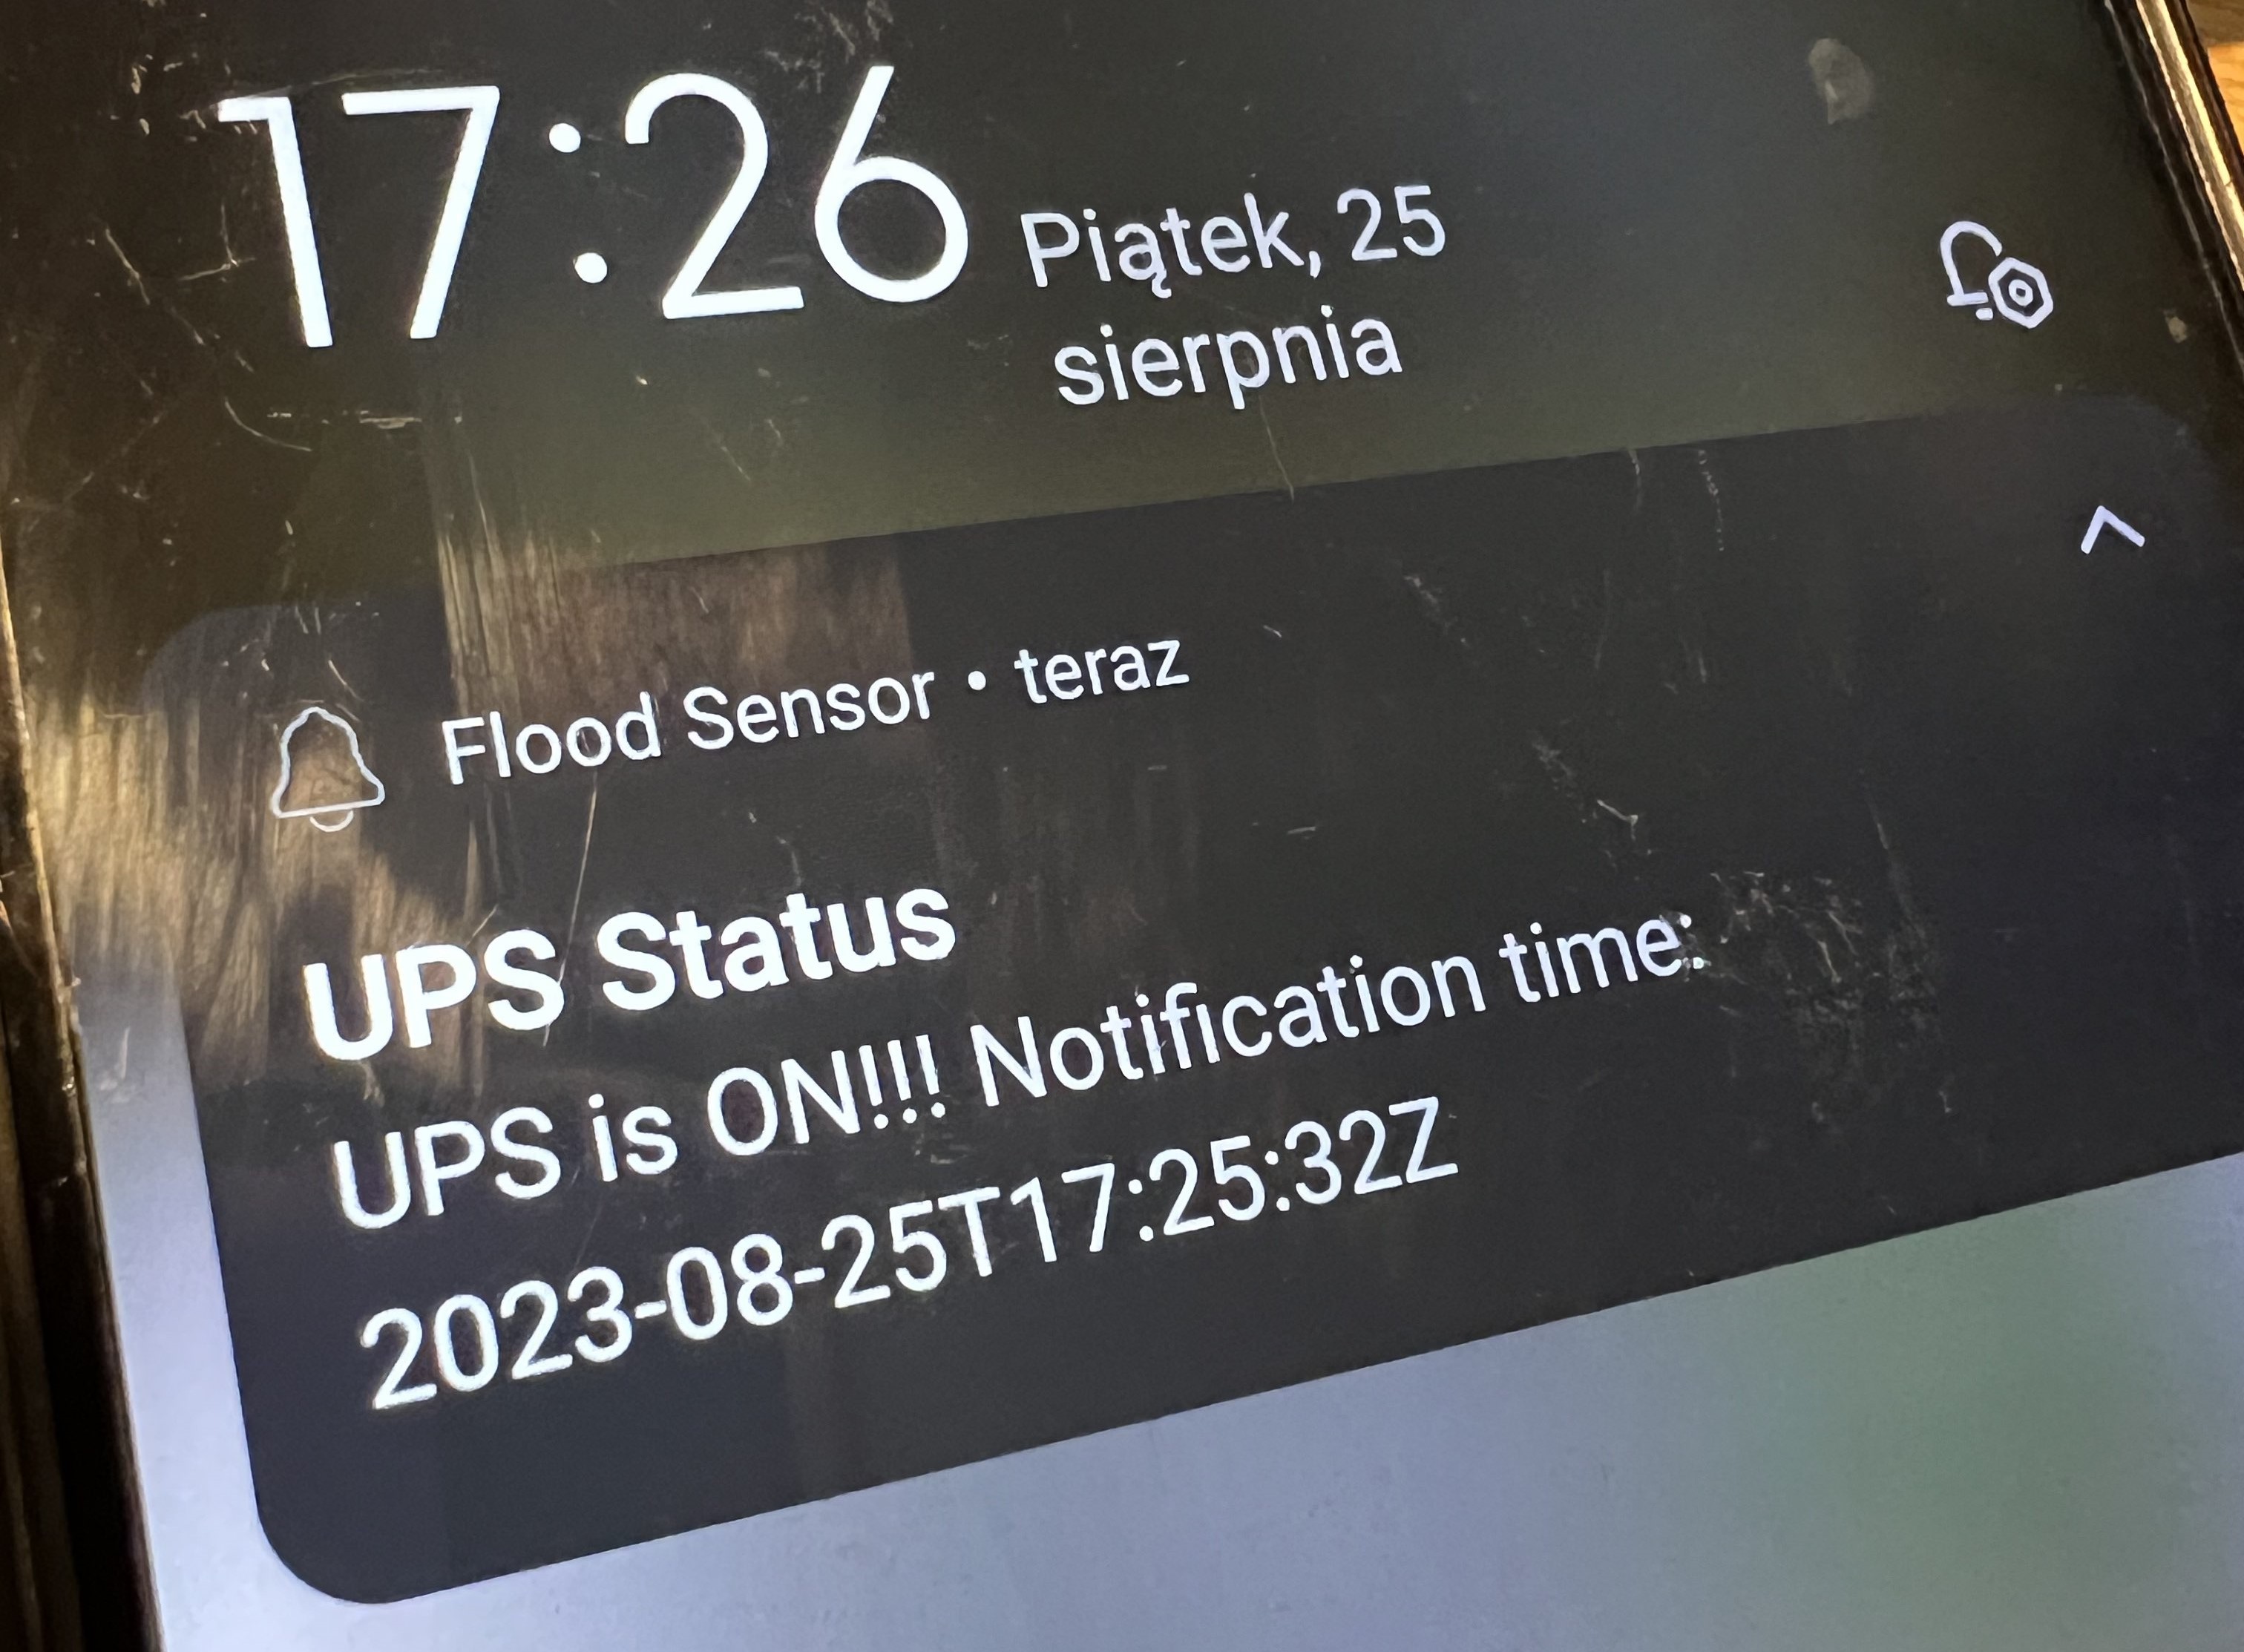 17:26 Piątek, 25
sierpnia
Flood Sensor • teraz
UPS Status
UPS is ON!!! Notification time:
2023-08-25T17:25:32Z